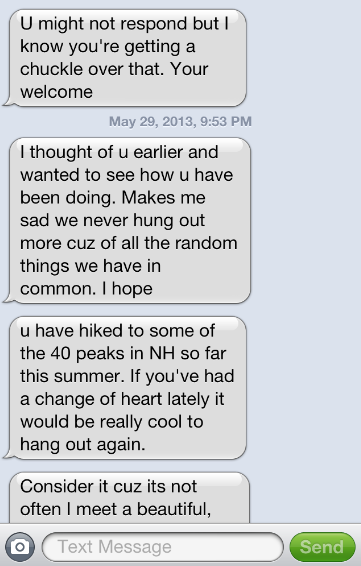 U might not respond but I
know you're getting a
chuckle over that. Your
welcome
May 29, 2013, 9:53 PM
I thought of u earlier and
wanted to see how u have
been doing. Makes me
sad we never hung out
more cuz of all the random
things we have in
common. I hope
u have hiked to some of
the 40 peaks in NH so far
this summer. If you've had
a change of heart lately it
would be really cool to
hang out again.
Consider it cuz its not
often I meet a beautiful,
Text Message
Send